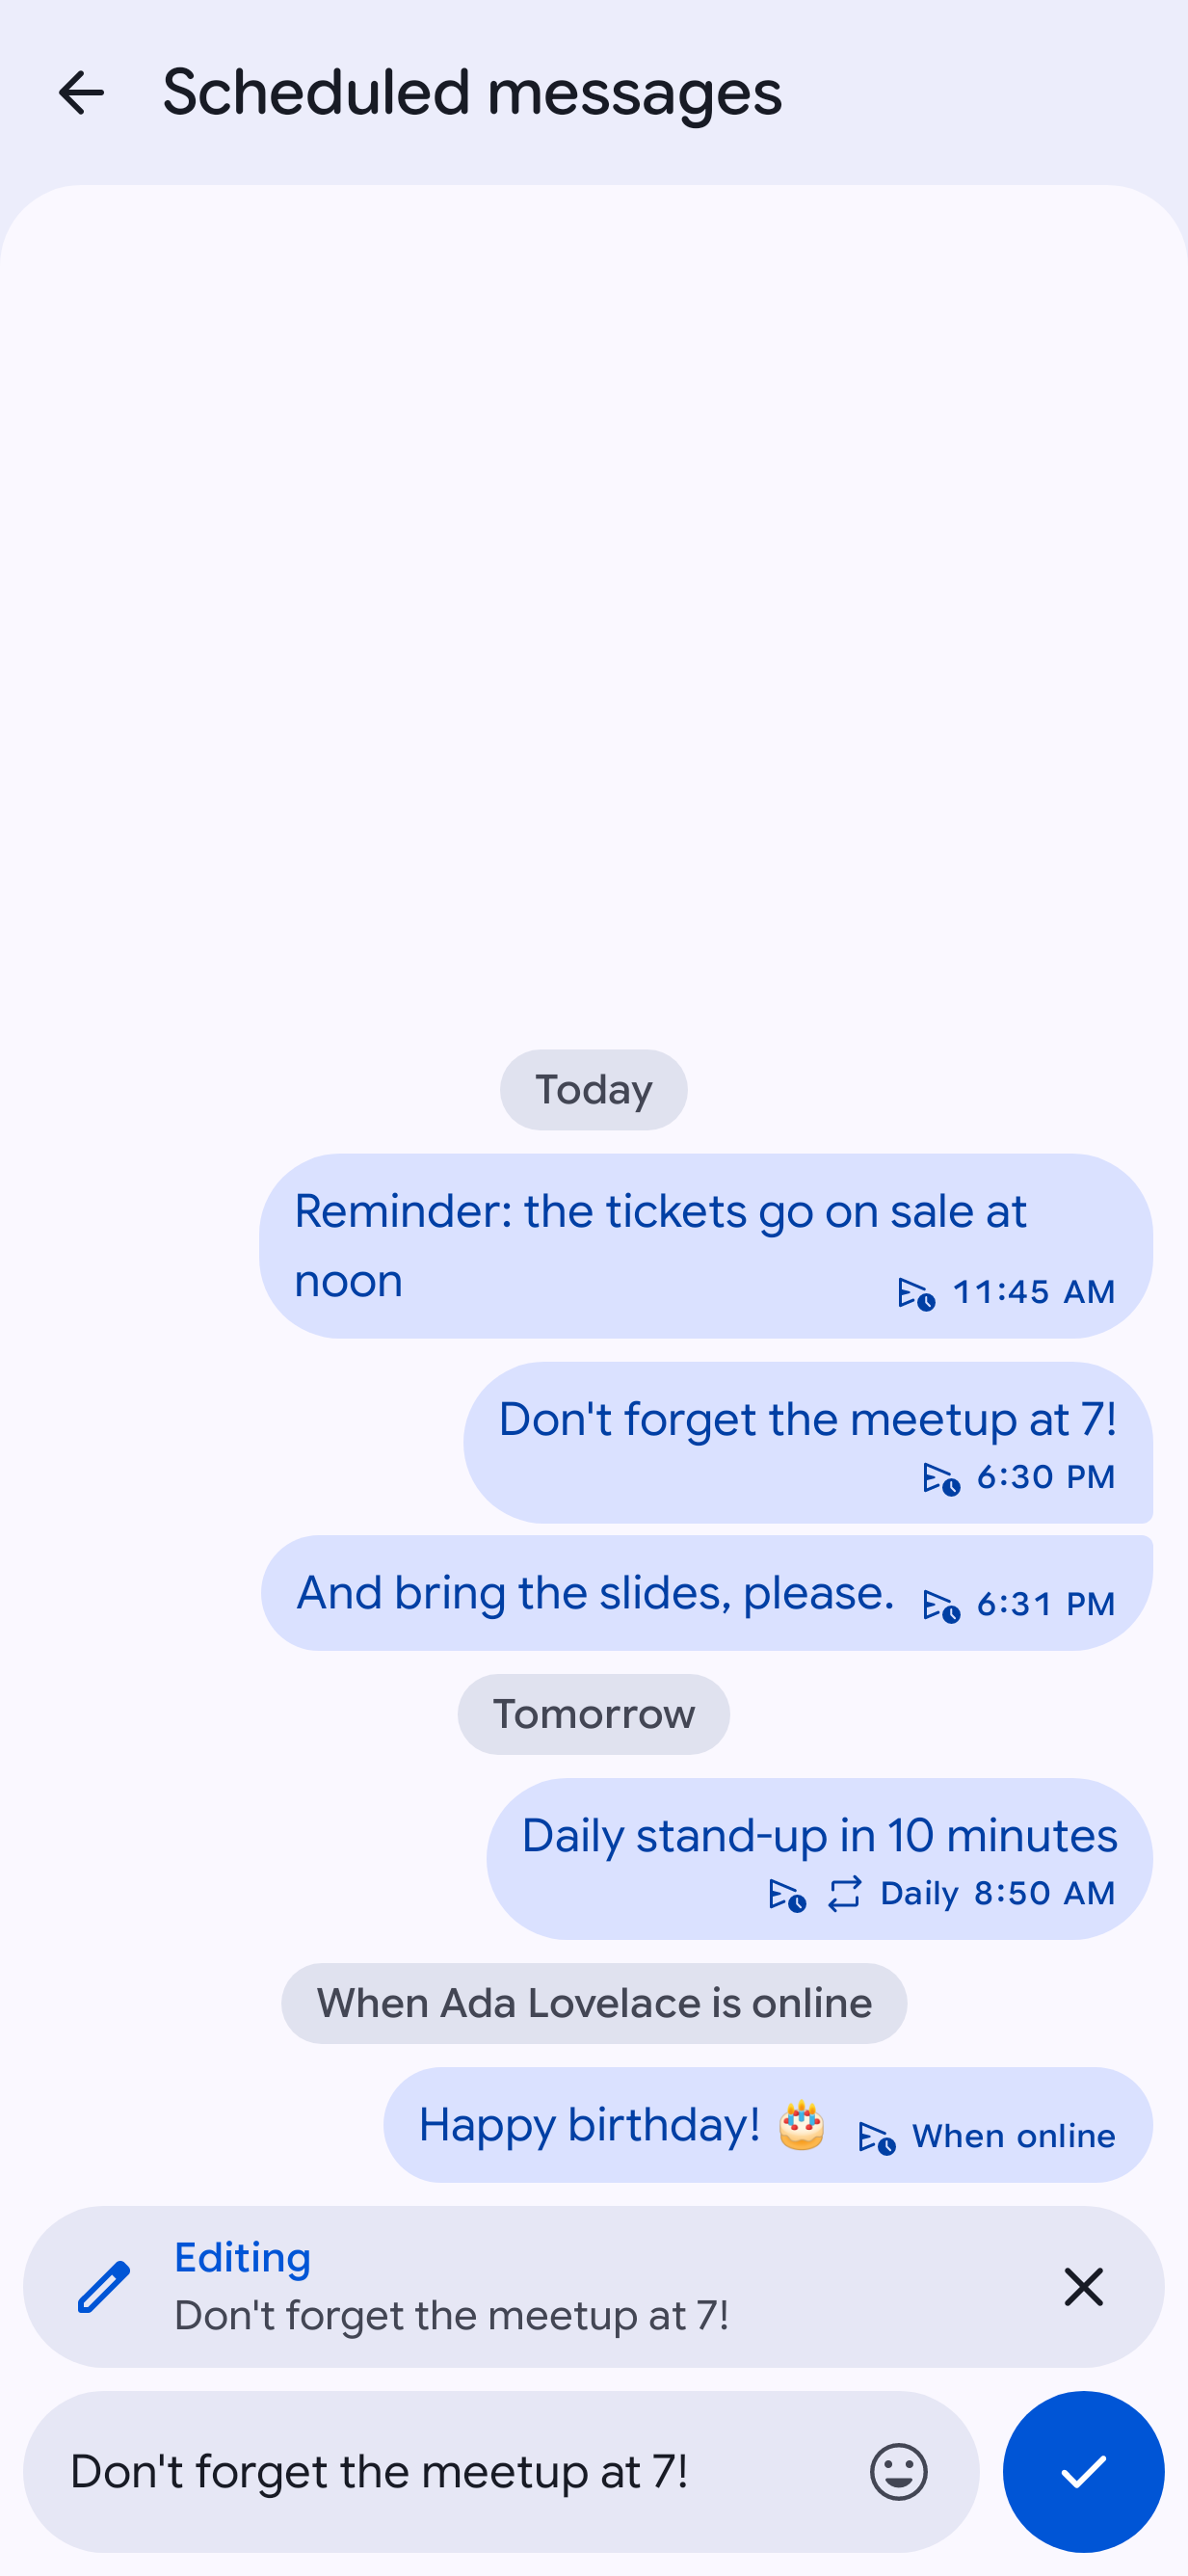 Scheduled messages
Today
Reminder: the tickets go on sale at
noon
11:45 AM
Don't forget the meetup at 7!
6:30 PM
And bring the slides, please. 6:31 PM
Tomorrow
Daily stand-up in 10 minutes
Daily 8:50 AM
When Ada Lovelace is online
Happy birthday! 🎂 When online
Editing
Don't forget the meetup at 7!
Don't forget the meetup at 7!